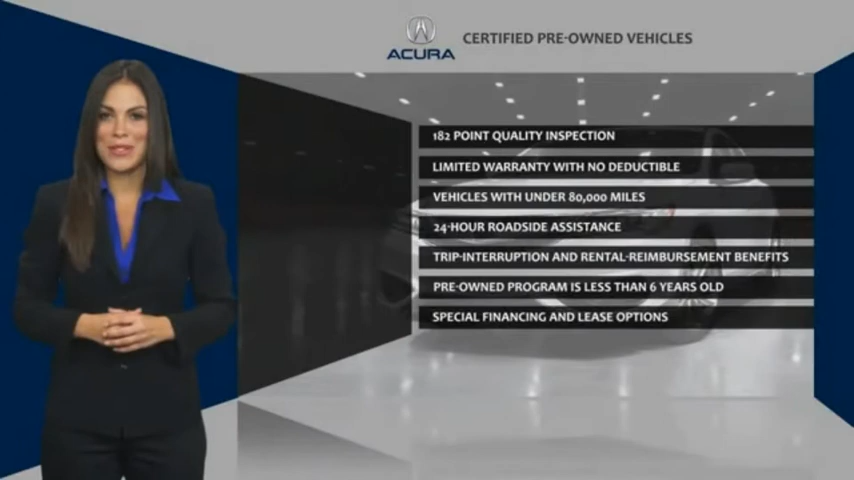 ACURA
CERTIFIED PRE-OWNED VEHICLES
182 POINT QUALITY INSPECTION
LIMITED WARRANTY WITH NO DEDUCTIBLE
VEHICLES WITH UNDER 80,000 MILES
24-HOUR ROADSIDE ASSISTANCE
TRIP-INTERRUPTION AND RENTAL-REIMBURSEMENT BENEFITS
PRE-OWNED PROGRAM IS LESS THAN 6 YEARS OLD
SPECIAL FINANCING AND LEASE OPTIONS